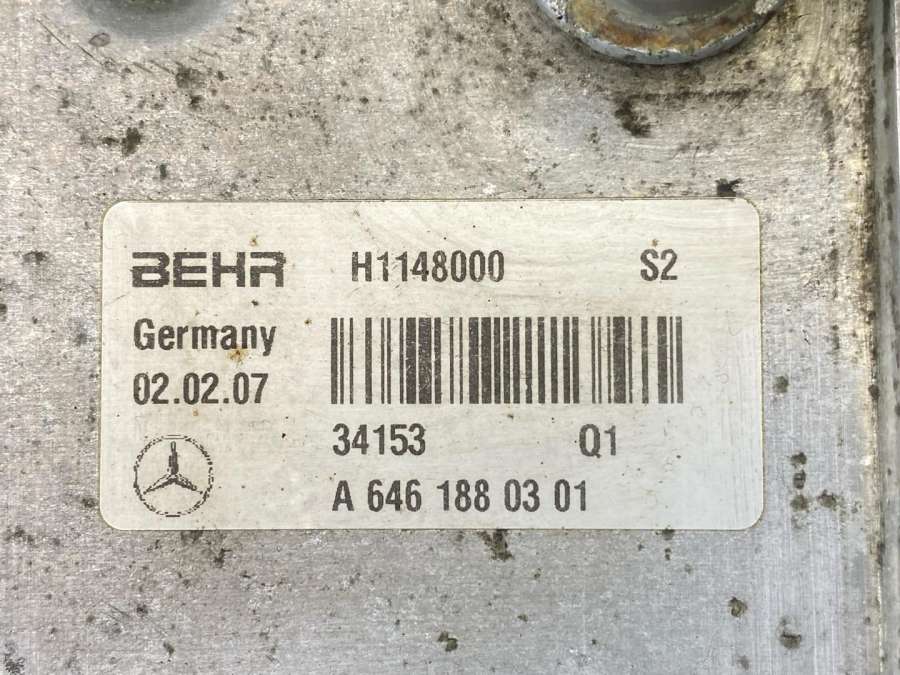 BEHR H1148000 S2
Germany
02.02.07
34153 Q1
A 646 188 03 01